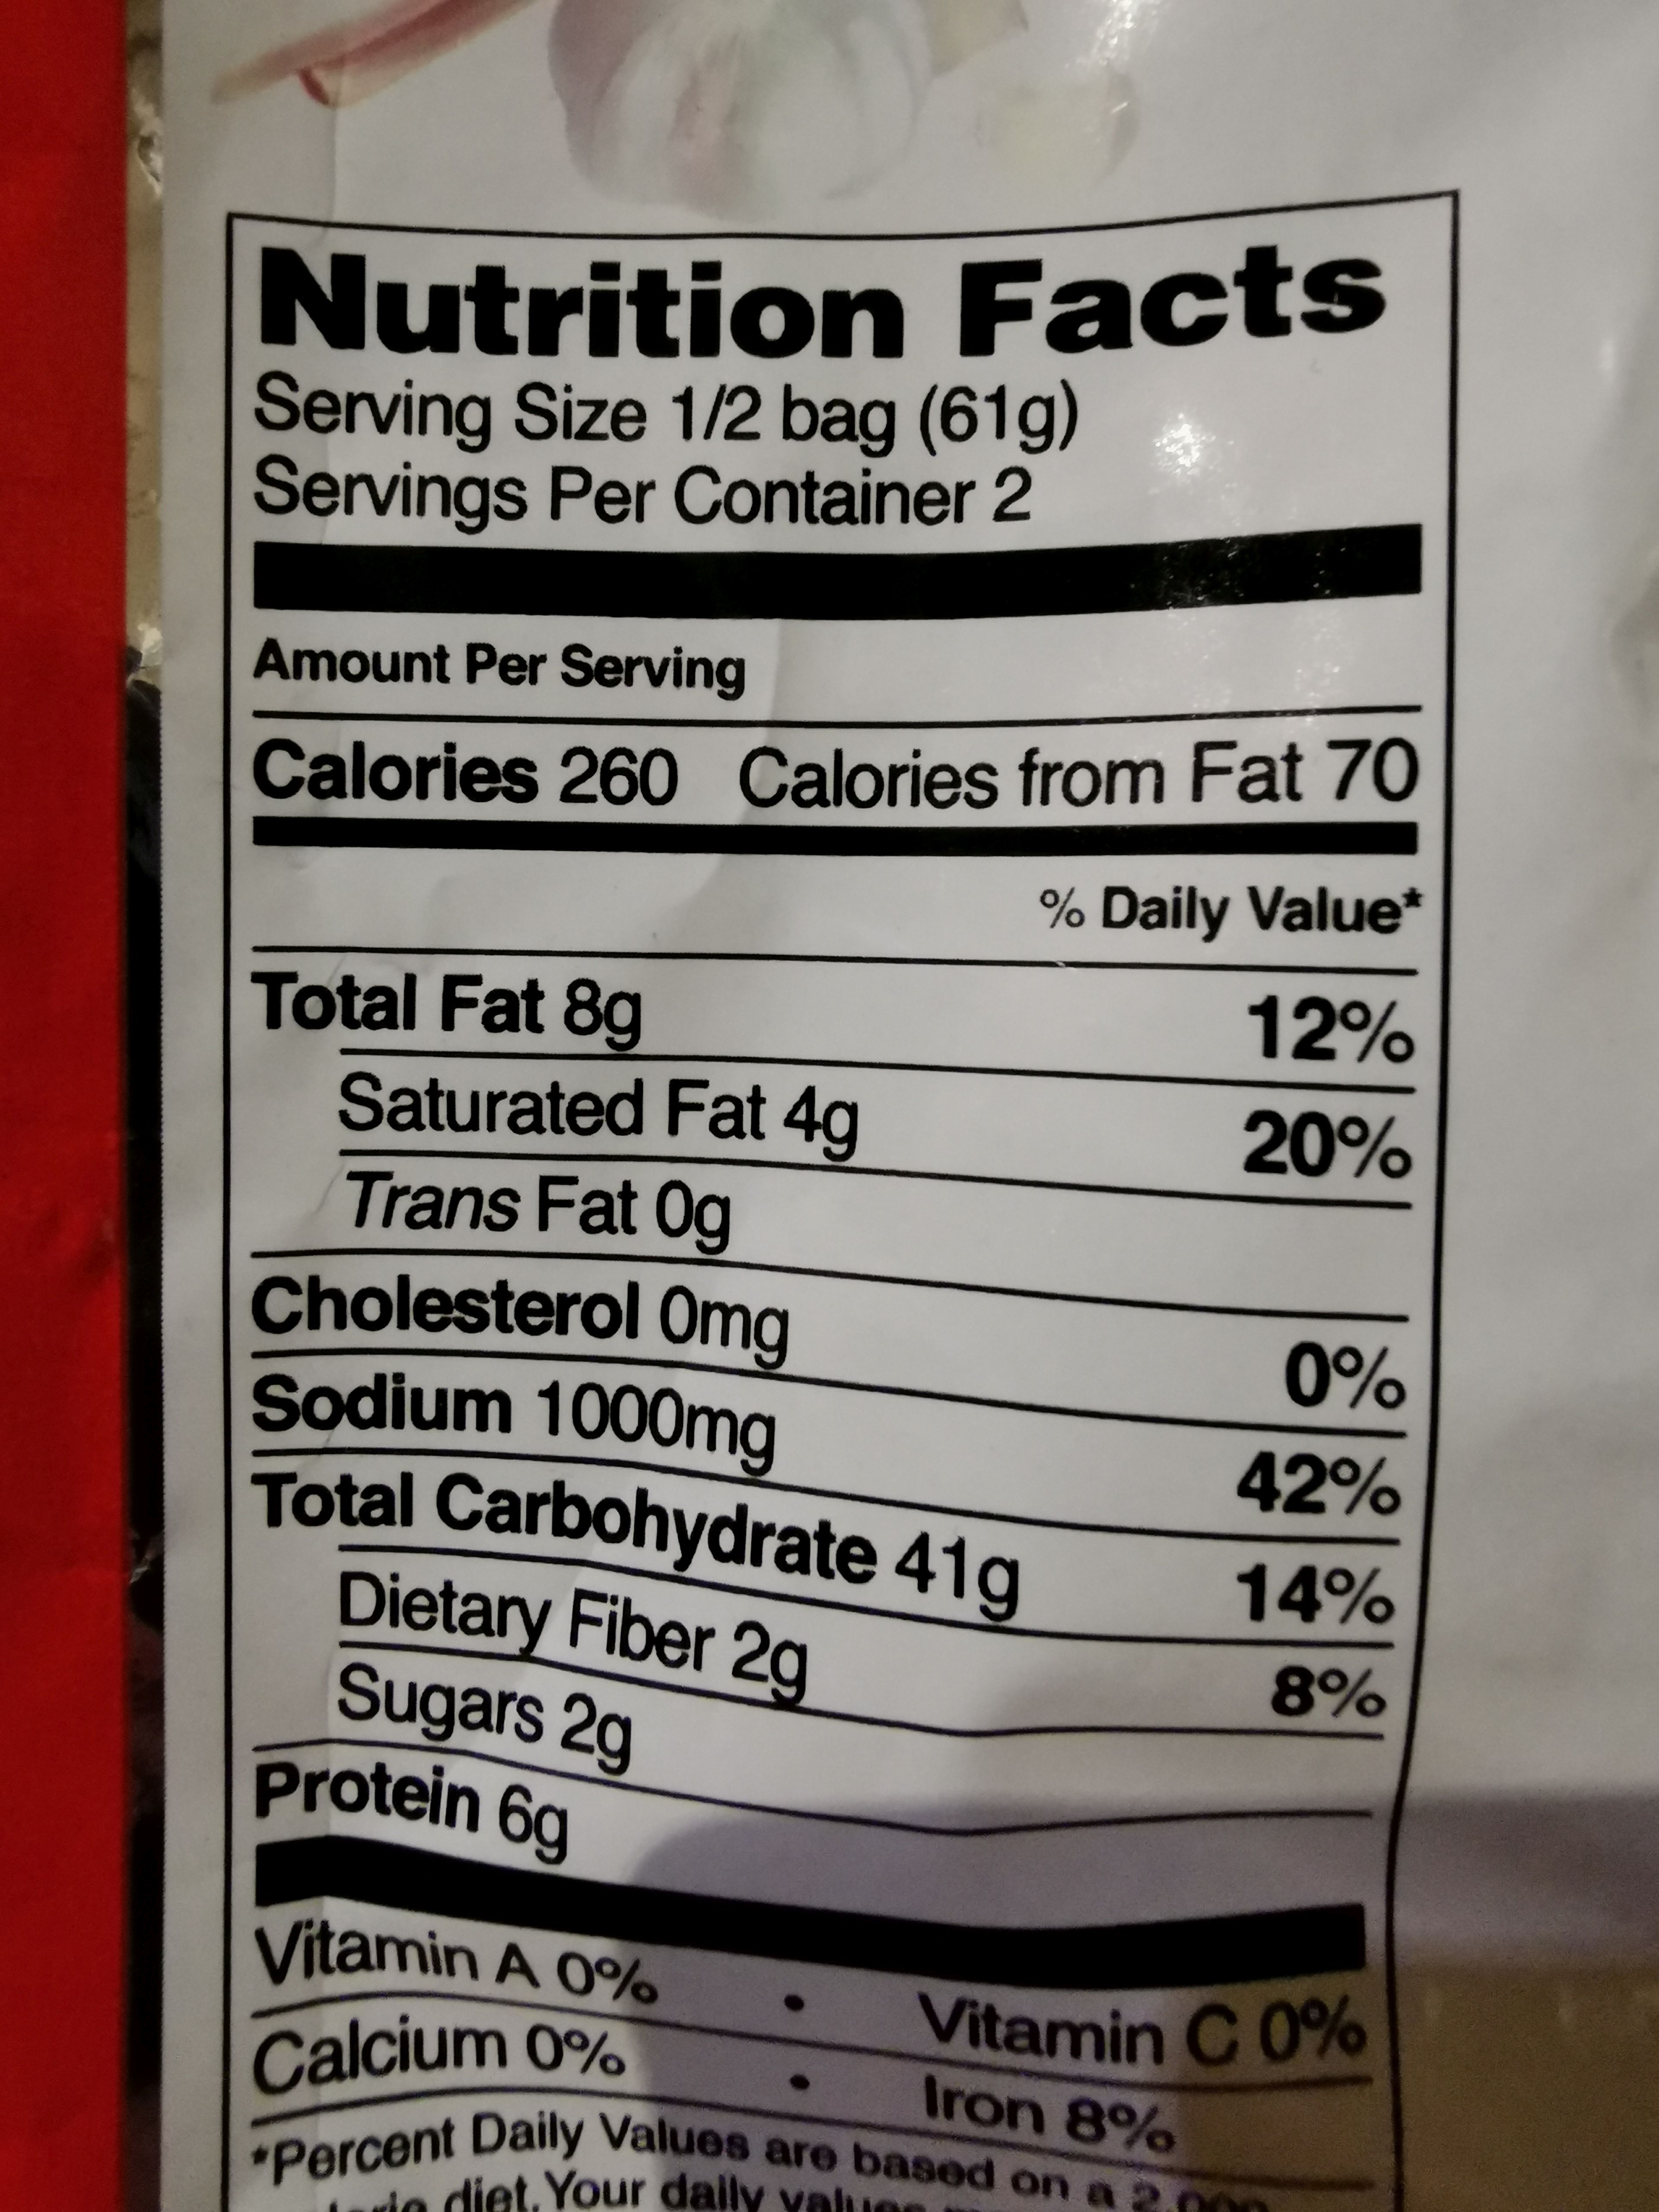 Nutrition Facts
Serving Size 1/2 bag (61g)
Servings Per Container 2
Amount Per Serving
Calories 260 Calories from Fat 70
% Daily Value*
Total Fat 8g 12%
Saturated Fat 4g 20%
Trans Fat 0g
Cholesterol 0mg 0%
Sodium 1000mg 42%
Total Carbohydrate 41g 14%
Dietary Fiber 2g 8%
Sugars 2g
Protein 6g
Vitamin A 0% • Vitamin C 0%
Calcium 0% • Iron 8%
*Percent Daily Values are based on a 2,000
diet. Your daily values